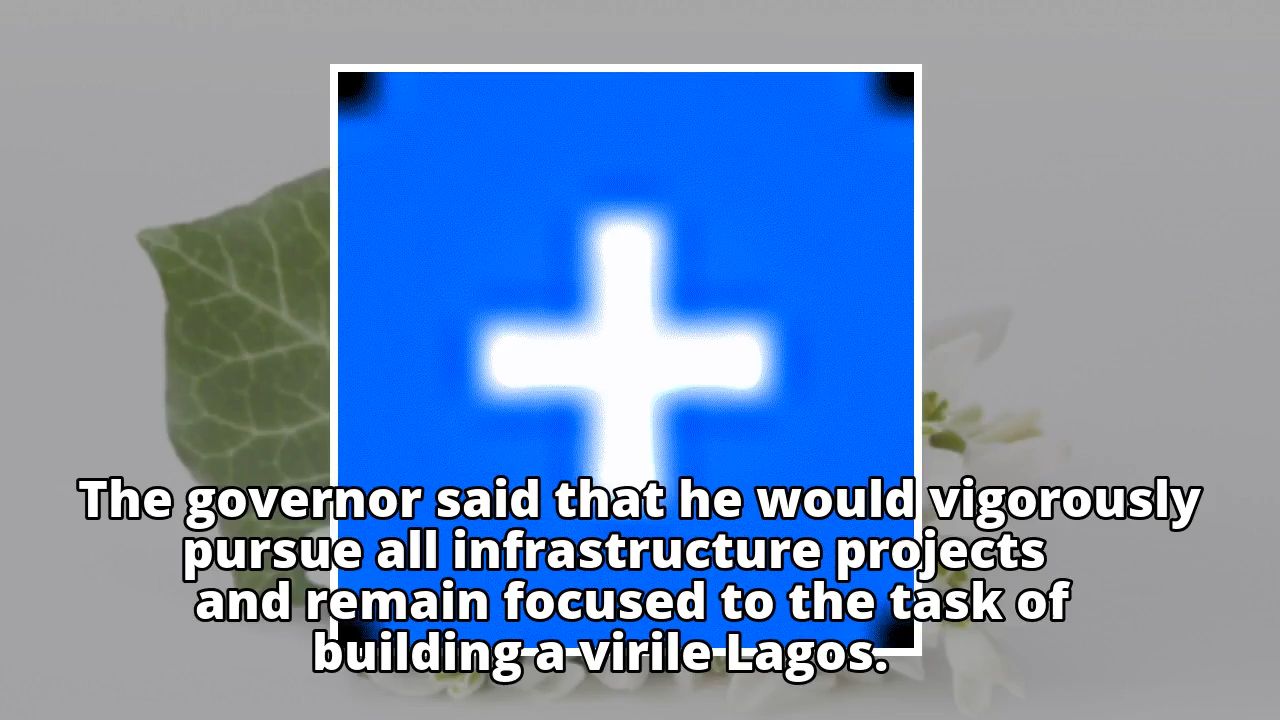 The governor said that he would vigorously
pursue all infrastructure projects
and remain focused to the task of
building a virile Lagos.